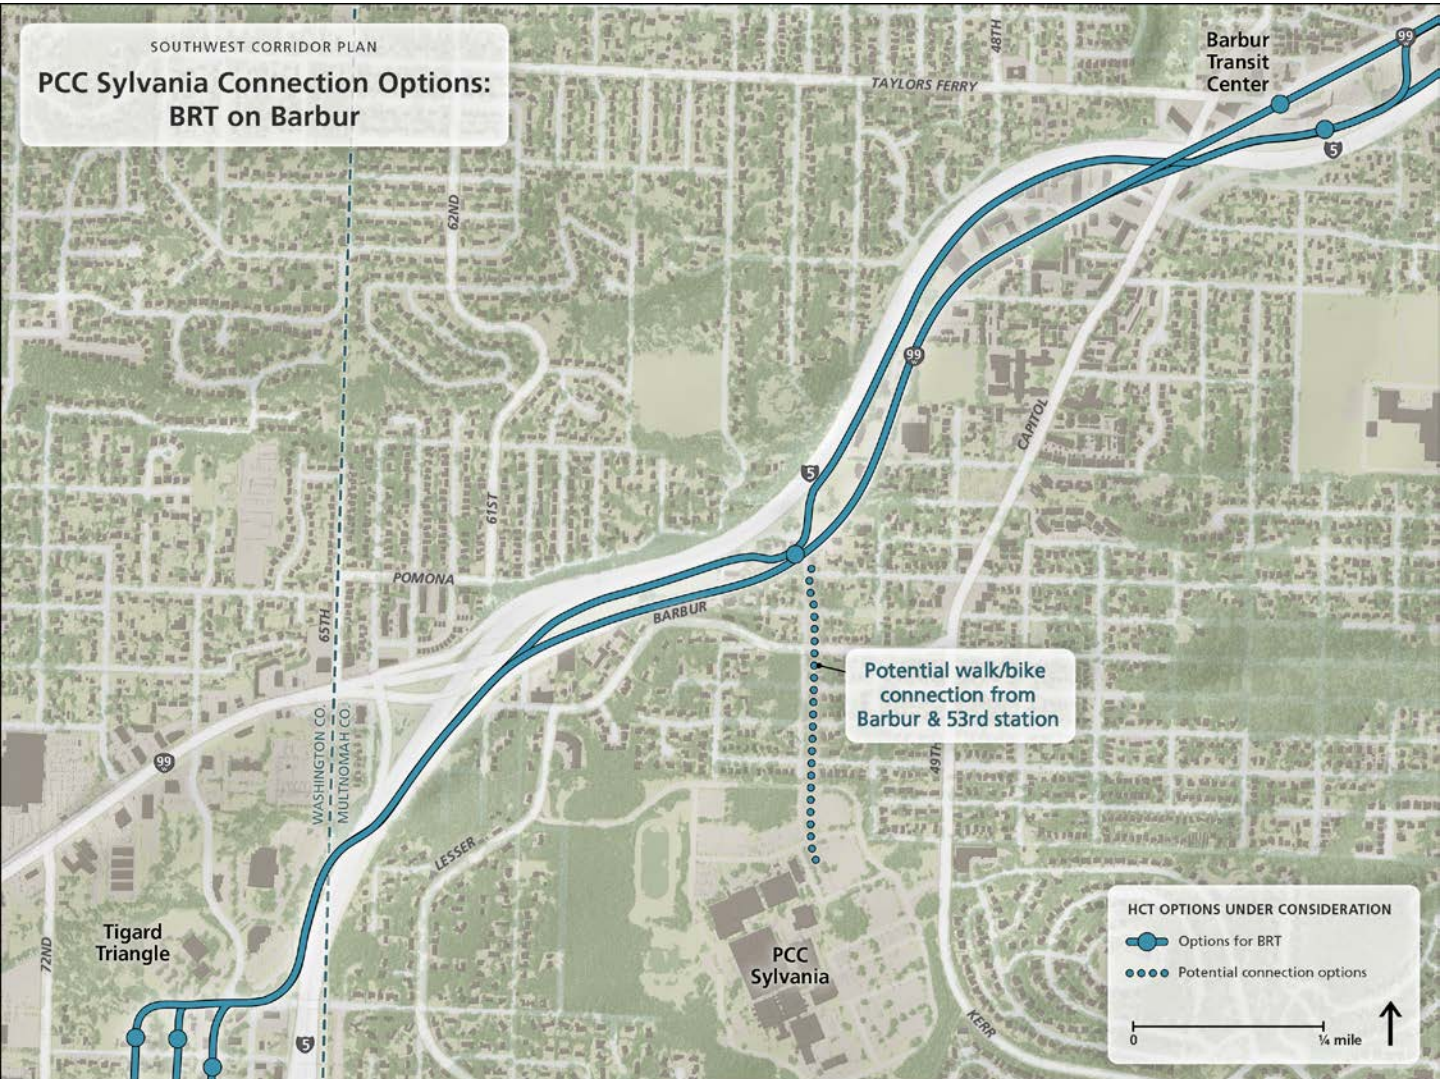 SOUTHWEST CORRIDOR PLAN
PCC Sylvania Connection Options:
BRT on Barbur
48TH
Barbur
Transit
Center
99
TAYLORS FERRY
5
62ND
99
CAPITOL
5
61ST
POMONA
65TH
BARBUR
Potential walk/bike
connection from
Barbur & 53rd station
WASHINGTON CO.
MULTNOMAH CO.
99
49TH
LESSER
Tigard
Triangle
72ND
PCC
Sylvania
KERR
5
HCT OPTIONS UNDER CONSIDERATION
Options for BRT
Potential connection options
0
¼ mile